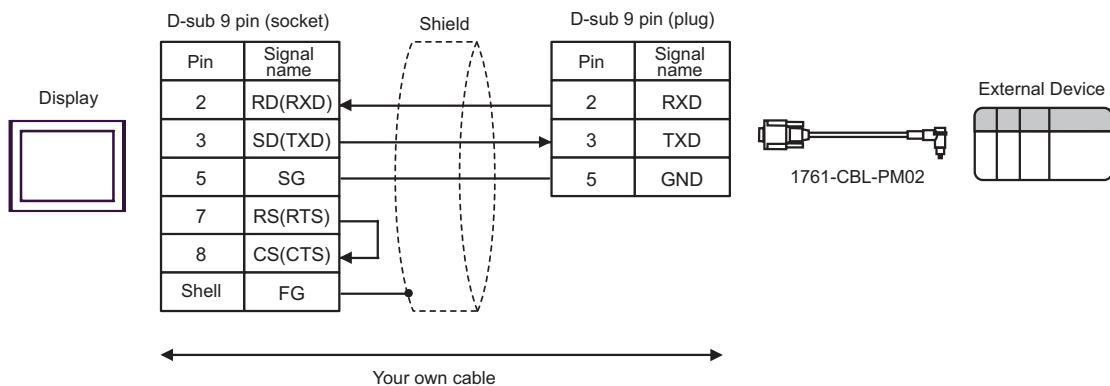 D-sub 9 pin (socket)
Shield
D-sub 9 pin (plug)
Pin
Signal
name
Pin
Signal
name
Display
External Device
2
RD(RXD)
2
RXD
3
SD(TXD)
3
TXD
1761-CBL-PM02
5
SG
5
GND
7
RS(RTS)
8
CS(CTS)
Shell
FG
Your own cable